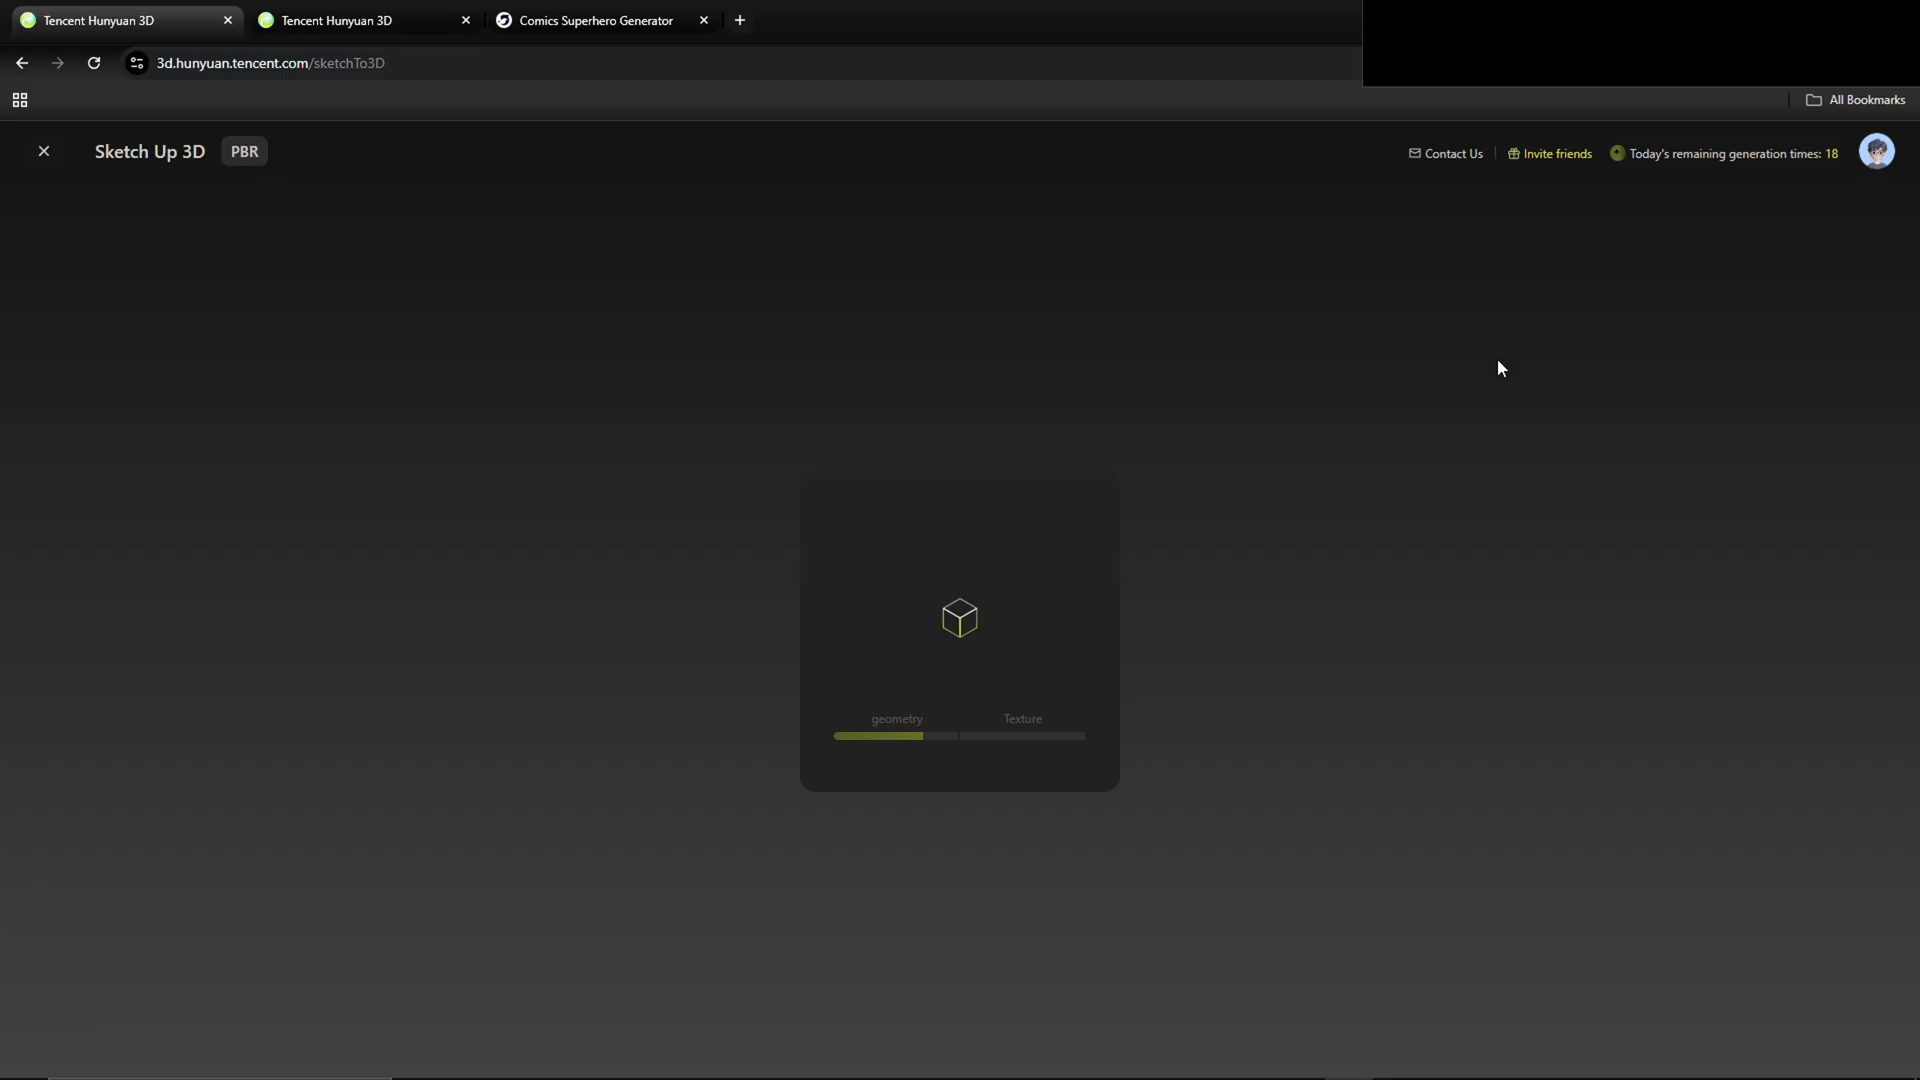 Tencent Hunyuan 3D
Tencent Hunyuan 3D
Comics Superhero Generator
3d.hunyuan.tencent.com/sketchTo3D
All Bookmarks
Sketch Up 3D
PBR
Contact Us
Invite friends
Today's remaining generation times: 18
geometry
Texture